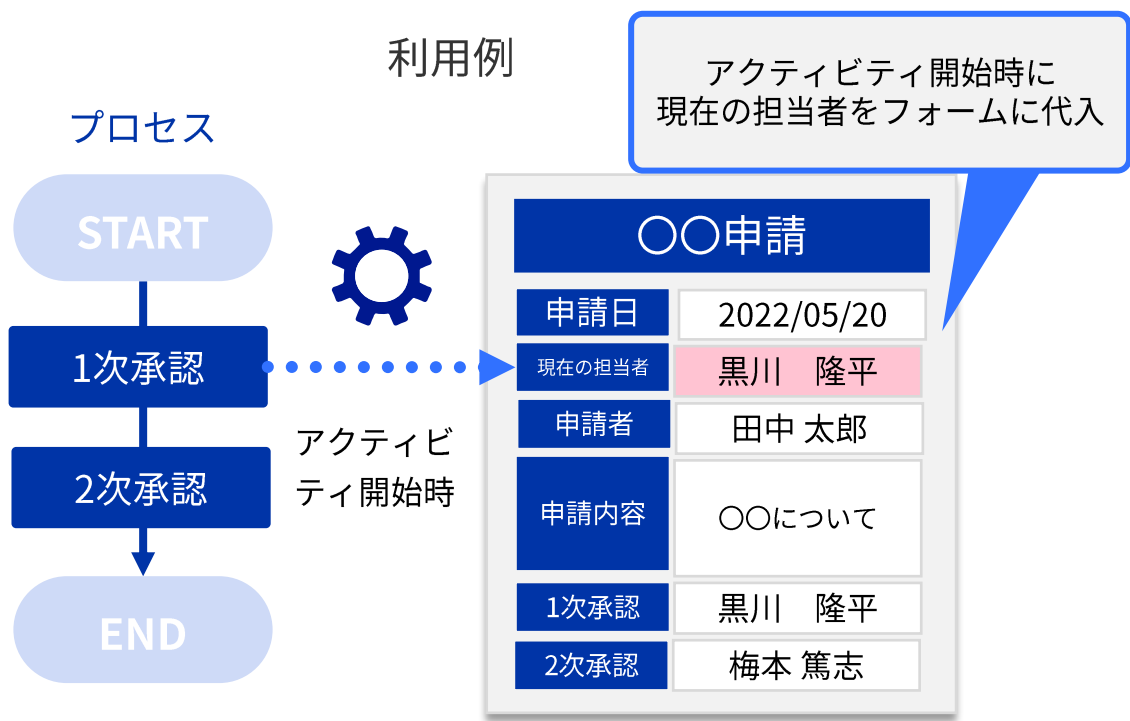 利用例
アクティビティ開始時に
現在の担当者をフォームに代入
プロセス
START
1次承認
2次承認
END
アクティビ
ティ開始時
〇〇申請
申請日 2022/05/20
現在の担当者 黒川　隆平
申請者 田中 太郎
申請内容 〇〇について
1次承認 黒川　隆平
2次承認 梅本 篤志